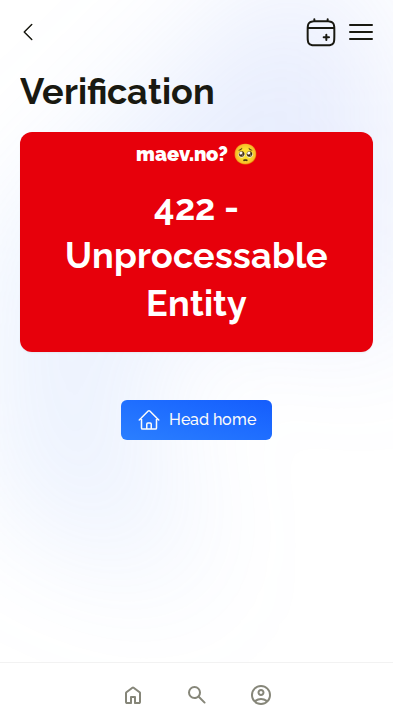 Verification
maev.no? 🥺
422 -
Unprocessable
Entity
Head home